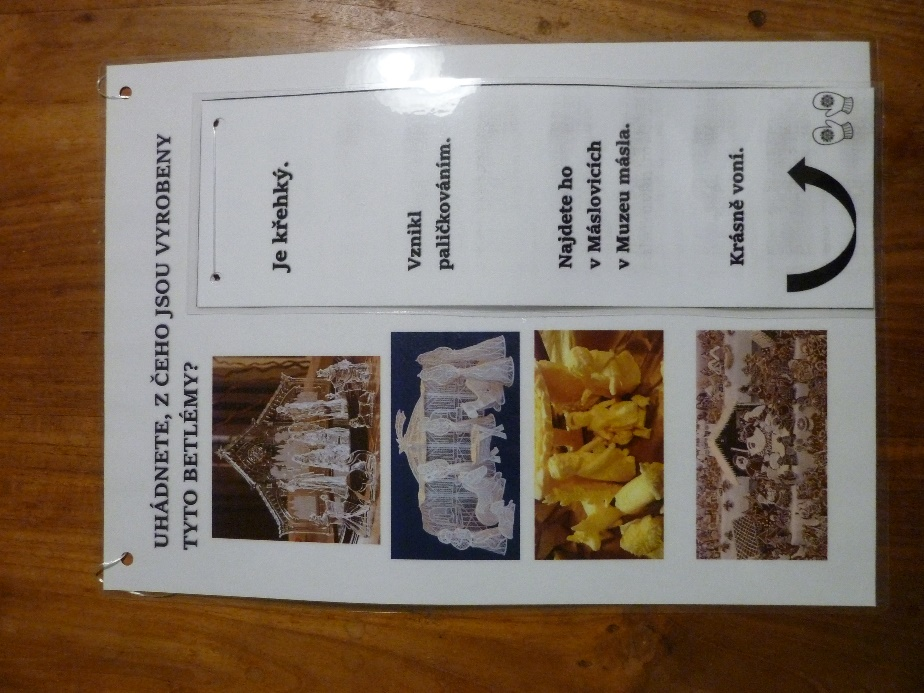 UHÁDNETE, Z ČEHO JSOU VYROBENY
TYTO BETLÉMY?
Je křehký.
Vznikl
paličkováním.
Najdete ho
v Máslovicích
v Muzeu másla.
Krásně voní.